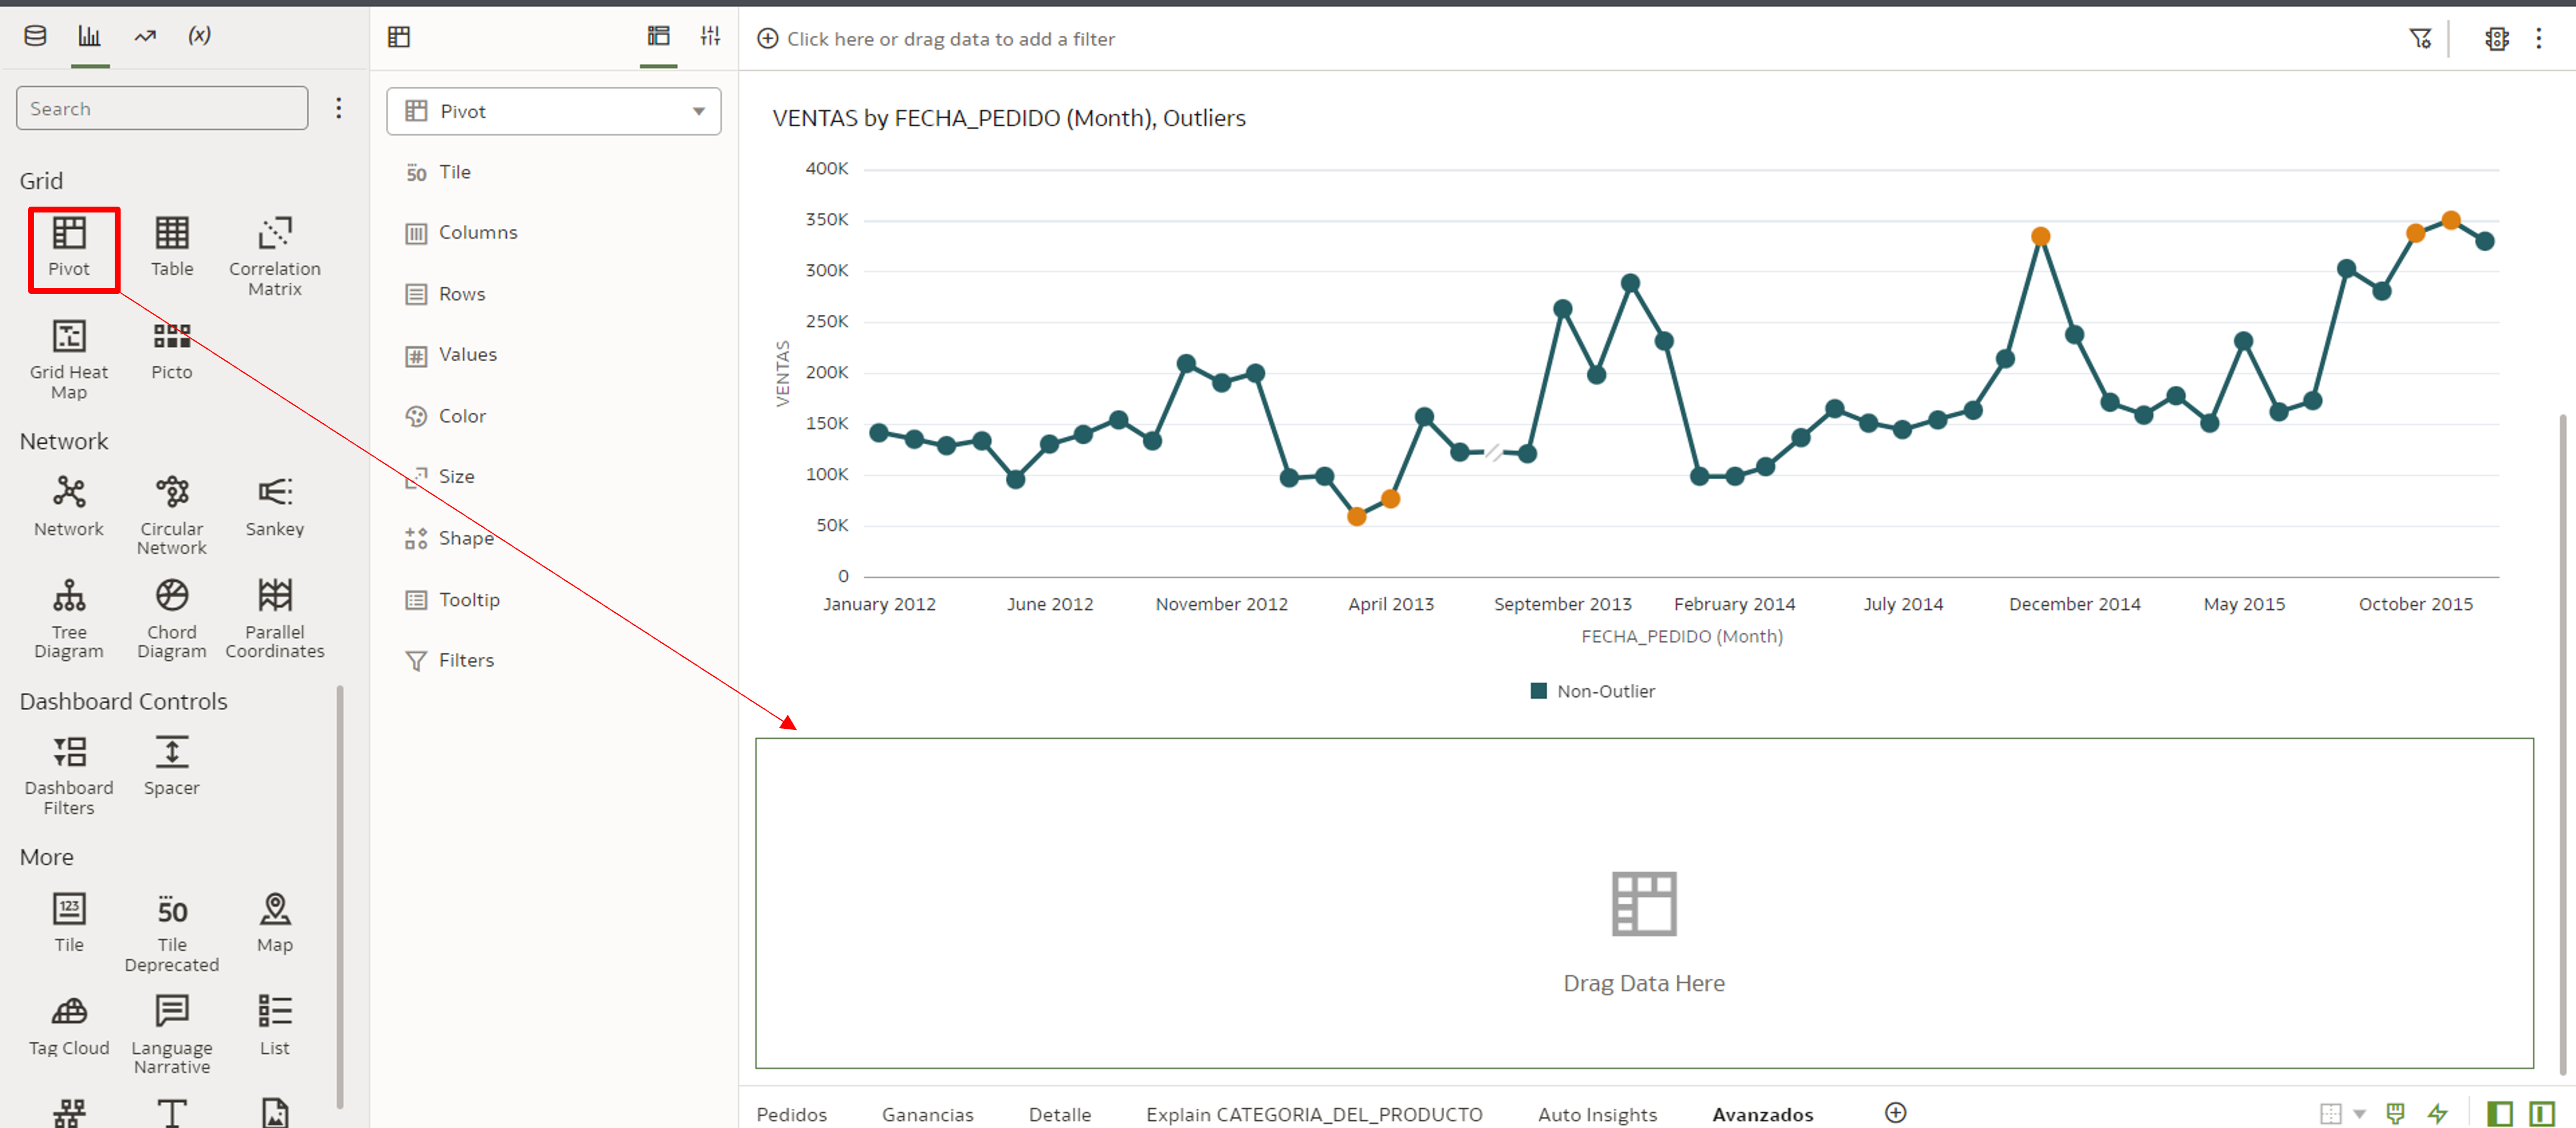 (x)
Search
Grid
Pivot
Table
Correlation
Matrix
Grid Heat
Map
Picto
Network
Network
Circular
Network
Sankey
Tree
Diagram
Chord
Diagram
Parallel
Coordinates
Dashboard Controls
Dashboard
Filters
Spacer
More
123
Tile
50
Tile
Deprecated
Map
Tag Cloud
Language
Narrative
List
T
Pivot
50 Tile
Columns
Rows
# Values
Color
Size
Shape
Tooltip
Filters
Click here or drag data to add a filter
VENTAS by FECHA_PEDIDO (Month), Outliers
400K
350K
300K
250K
200K
150K
100K
50K
0
VENTAS
January 2012
June 2012
November 2012
April 2013
September 2013
February 2014
July 2014
December 2014
May 2015
October 2015
FECHA_PEDIDO (Month)
Non-Outlier
Drag Data Here
Pedidos
Ganancias
Detalle
Explain CATEGORIA_DEL_PRODUCTO
Auto Insights
Avanzados